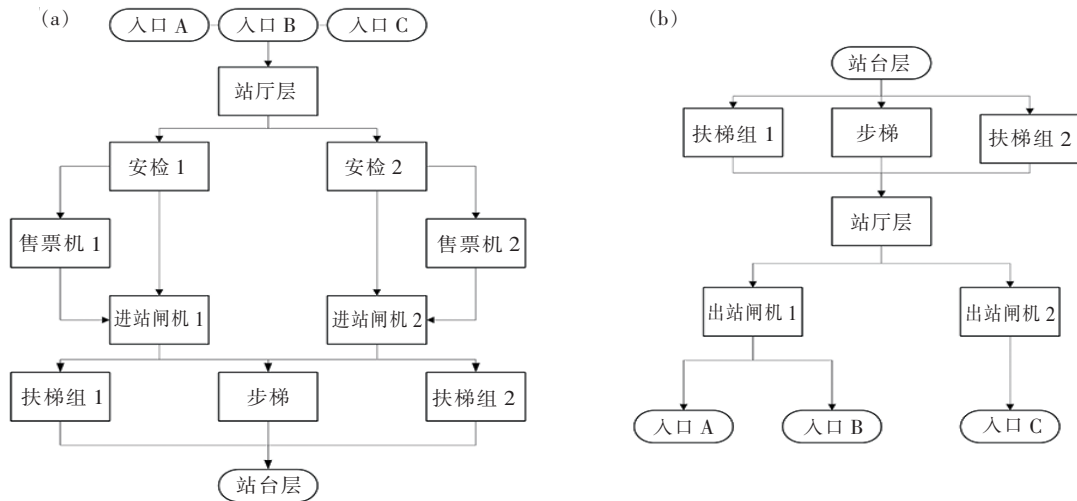 (a)
入口 A
入口 B
入口 C
站厅层
安检 1
安检 2
售票机 1
售票机 2
进站闸机 1
进站闸机 2
扶梯组 1
步梯
扶梯组 2
站台层
(b)
站台层
扶梯组 1
步梯
扶梯组 2
站厅层
出站闸机 1
出站闸机 2
入口 A
入口 B
入口 C